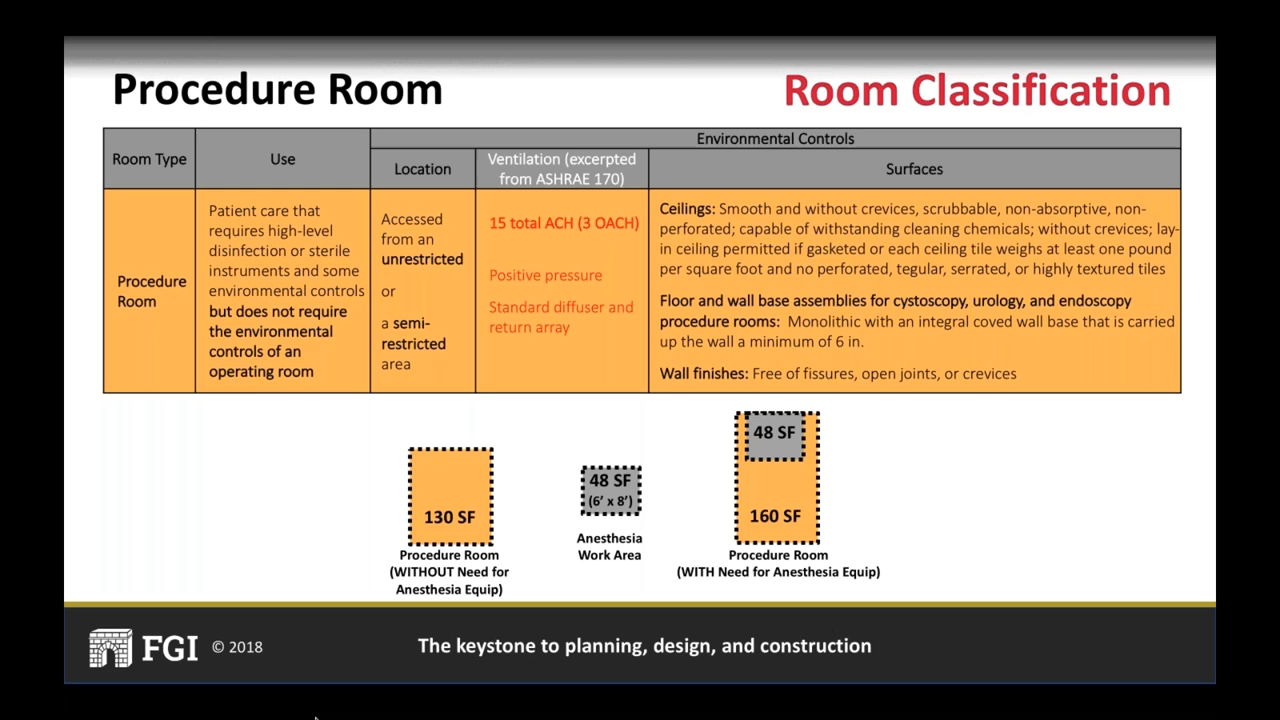 Procedure Room
Room Classification
Room Type
Use
Environmental Controls
Location
Ventilation (excerpted
from ASHRAE 170)
Surfaces
Procedure
Room
Patient care that
requires high-level
disinfection or sterile
instruments and some
environmental controls
but does not require
the environmental
controls of an
operating room
Accessed
from an
unrestricted
or
a semi-
restricted
area
15 total ACH (3 OACH)
Positive pressure
Standard diffuser and
return array
Ceilings: Smooth and without crevices, scrubbable, non-absorptive, non-
perforated; capable of withstanding cleaning chemicals; without crevices; lay-
in ceiling permitted if gasketed or each ceiling tile weighs at least one pound
per square foot and no perforated, tegular, serrated, or highly textured tiles
Floor and wall base assemblies for cystoscopy, urology, and endoscopy
procedure rooms: Monolithic with an integral coved wall base that is carried
up the wall a minimum of 6 in.
Wall finishes: Free of fissures, open joints, or crevices
130 SF
Procedure Room
(WITHOUT Need for
Anesthesia Equip)
48 SF
(6’ x 8’)
Anesthesia
Work Area
48 SF
160 SF
Procedure Room
(WITH Need for Anesthesia Equip)
FGI © 2018
The keystone to planning, design, and construction